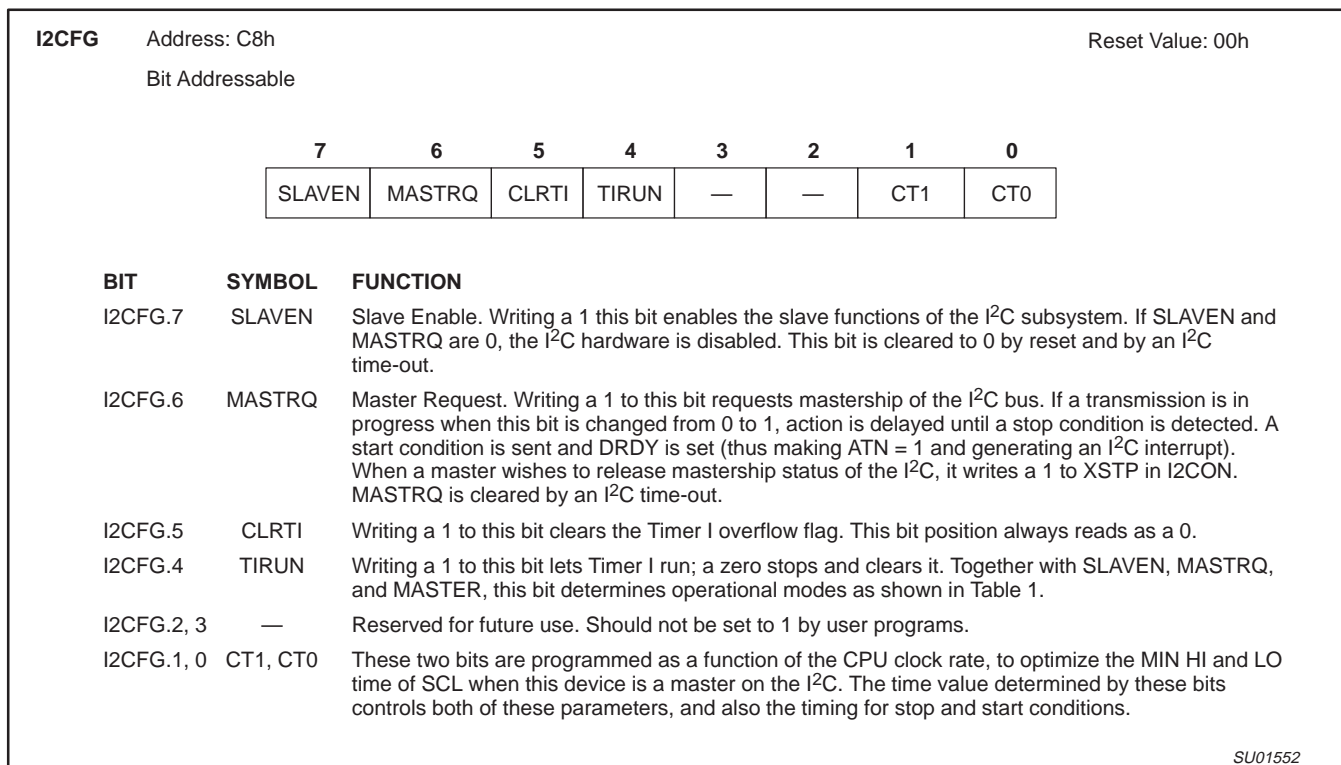 I2CFG Address: C8h Reset Value: 00h
Bit Addressable
7 6 5 4 3 2 1 0
SLAVEN MASTRQ CLRTI TIRUN — — CT1 CT0
BIT SYMBOL FUNCTION
I2CFG.7 SLAVEN Slave Enable. Writing a 1 this bit enables the slave functions of the I2C subsystem. If SLAVEN and
MASTRQ are 0, the I2C hardware is disabled. This bit is cleared to 0 by reset and by an I2C
time-out.
I2CFG.6 MASTRQ Master Request. Writing a 1 to this bit requests mastership of the I2C bus. If a transmission is in
progress when this bit is changed from 0 to 1, action is delayed until a stop condition is detected. A
start condition is sent and DRDY is set (thus making ATN = 1 and generating an I2C interrupt).
When a master wishes to release mastership status of the I2C, it writes a 1 to XSTP in I2CON.
MASTRQ is cleared by an I2C time-out.
I2CFG.5 CLRTI Writing a 1 to this bit clears the Timer I overflow flag. This bit position always reads as a 0.
I2CFG.4 TIRUN Writing a 1 to this bit lets Timer I run; a zero stops and clears it. Together with SLAVEN, MASTRQ,
and MASTER, this bit determines operational modes as shown in Table 1.
I2CFG.2, 3 — Reserved for future use. Should not be set to 1 by user programs.
I2CFG.1, 0 CT1, CT0 These two bits are programmed as a function of the CPU clock rate, to optimize the MIN HI and LO
time of SCL when this device is a master on the I2C. The time value determined by these bits
controls both of these parameters, and also the timing for stop and start conditions.
SU01552